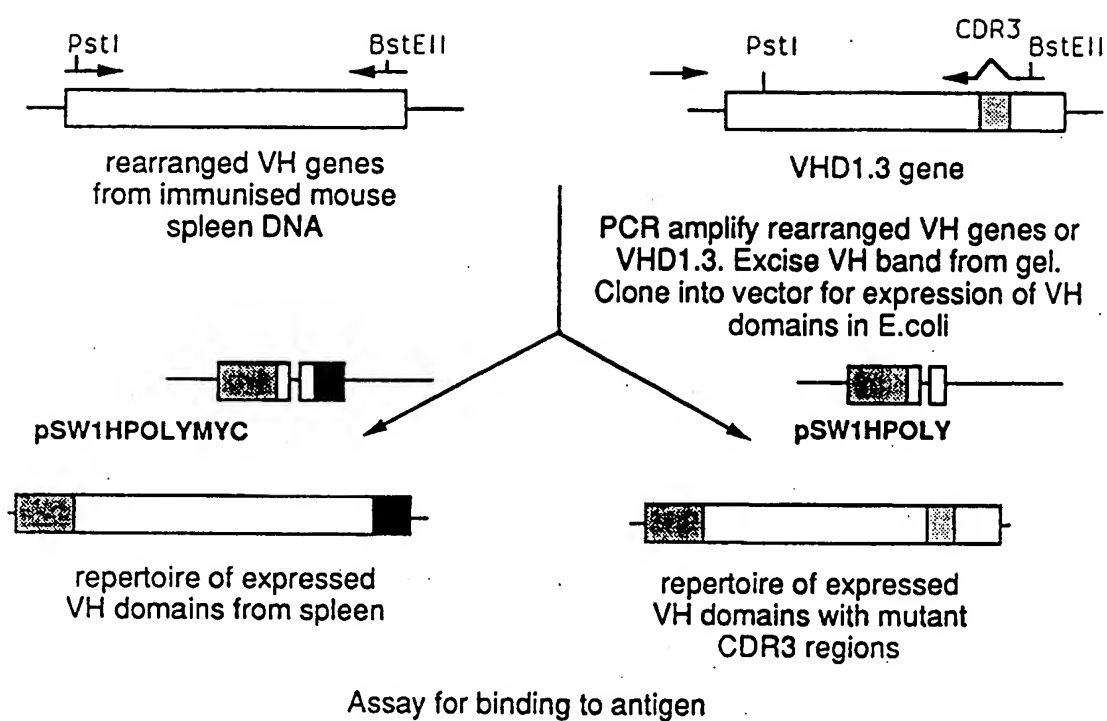 PstI
BstEII
rearranged VH genes
from immunised mouse
spleen DNA
CDR3
PstI
BstEII
VHD1.3 gene
PCR amplify rearranged VH genes or
VHD1.3. Excise VH band from gel.
Clone into vector for expression of VH
domains in E.coli
pSW1HPOLYMYC
pSW1HPOLY
repertoire of expressed
VH domains from spleen
repertoire of expressed
VH domains with mutant
CDR3 regions
Assay for binding to antigen